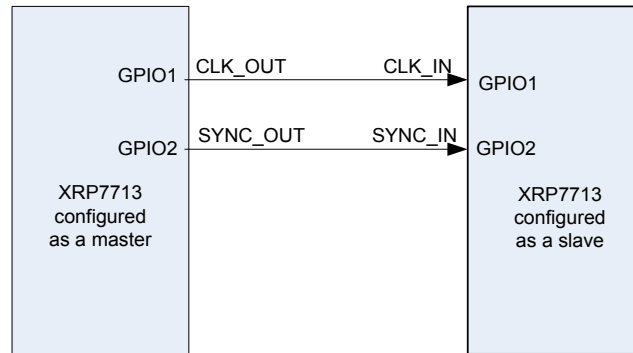 GPIO1 CLK_OUT CLK_IN GPIO1
GPIO2 SYNC_OUT SYNC_IN GPIO2
XRP7713
configured
as a master
XRP7713
configured
as a slave